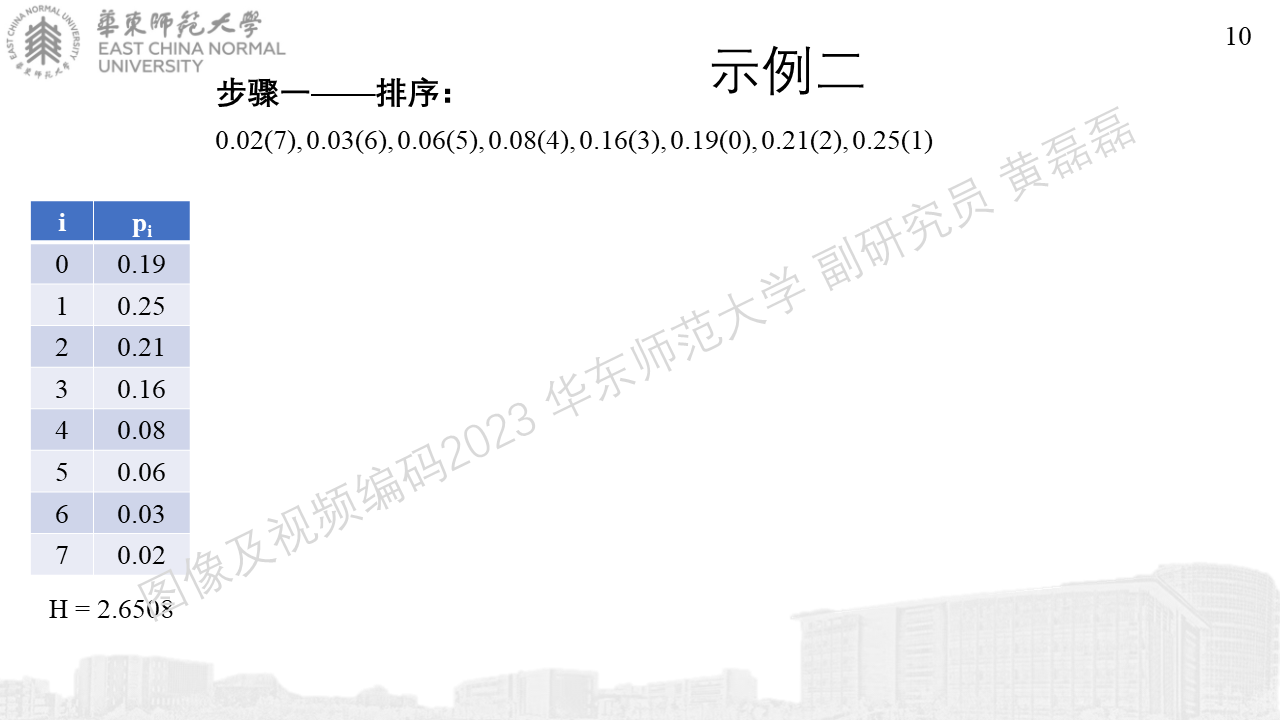 華東師範大學
EAST CHINA NORMAL
UNIVERSITY
EAST CHINA NORMAL UNIVERSITY
華東师范大学
10
示例二
步骤一——排序：
0.02(7), 0.03(6), 0.06(5), 0.08(4), 0.16(3), 0.19(0), 0.21(2), 0.25(1)
i pi
0 0.19
1 0.25
2 0.21
3 0.16
4 0.08
5 0.06
6 0.03
7 0.02
H = 2.6508
图像及视频编码2023 华东师范大学 副研究员 黄磊磊